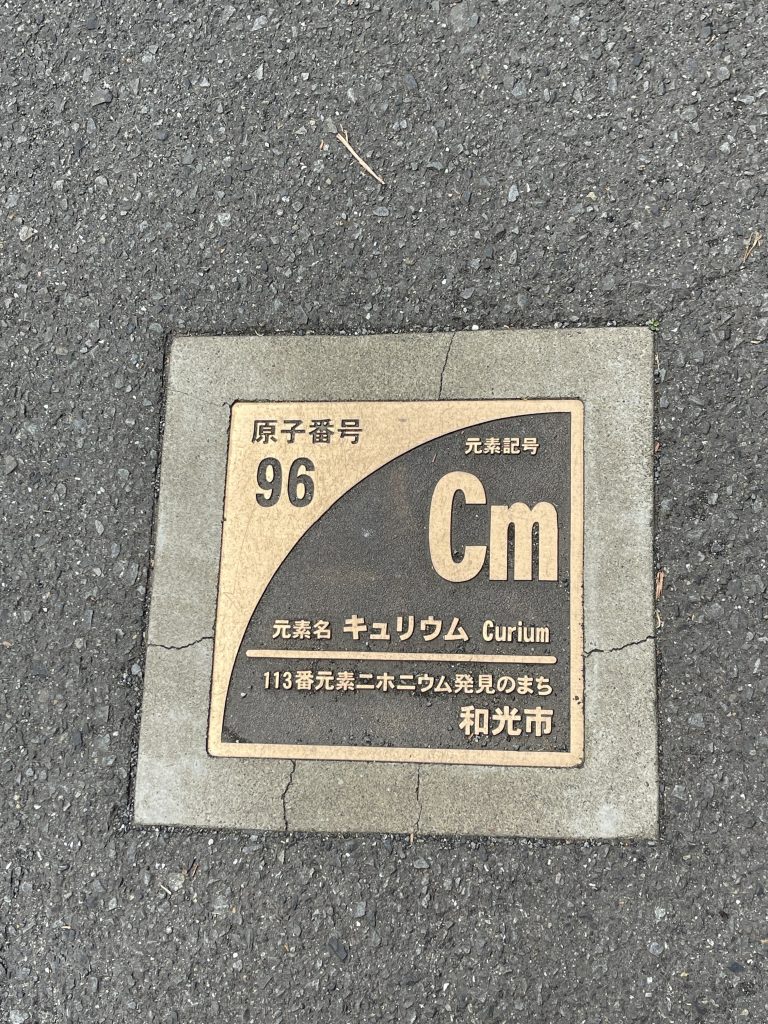 原子番号
96
元素記号
Cm
元素名 キュリウム Curium
113番元素ニホニウム発見のまち
和光市